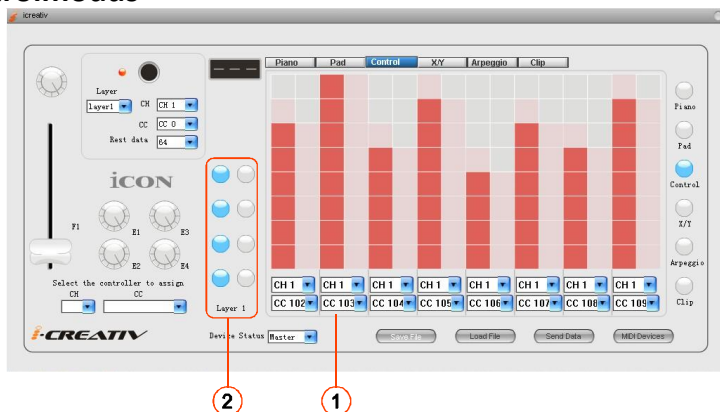 icreativ
Piano Pad Control X/Y Arpeggio Clip
Layer
layer1 CH CH 1
CC CC 0
Rest data 64
iCON
F1 E1 E3
E2 E4
Select the controller to assign
CH CC
Layer 1
CH 1 CH 1 CH 1 CH 1 CH 1 CH 1 CH 1 CH 1
CC 102 CC 103 CC 104 CC 105 CC 106 CC 107 CC 108 CC 109
Piano
Pad
Control
X/Y
Arpeggio
Clip
i-CREATIV
Device Status Master Save File Load File Send Data MIDI Devices
2 1